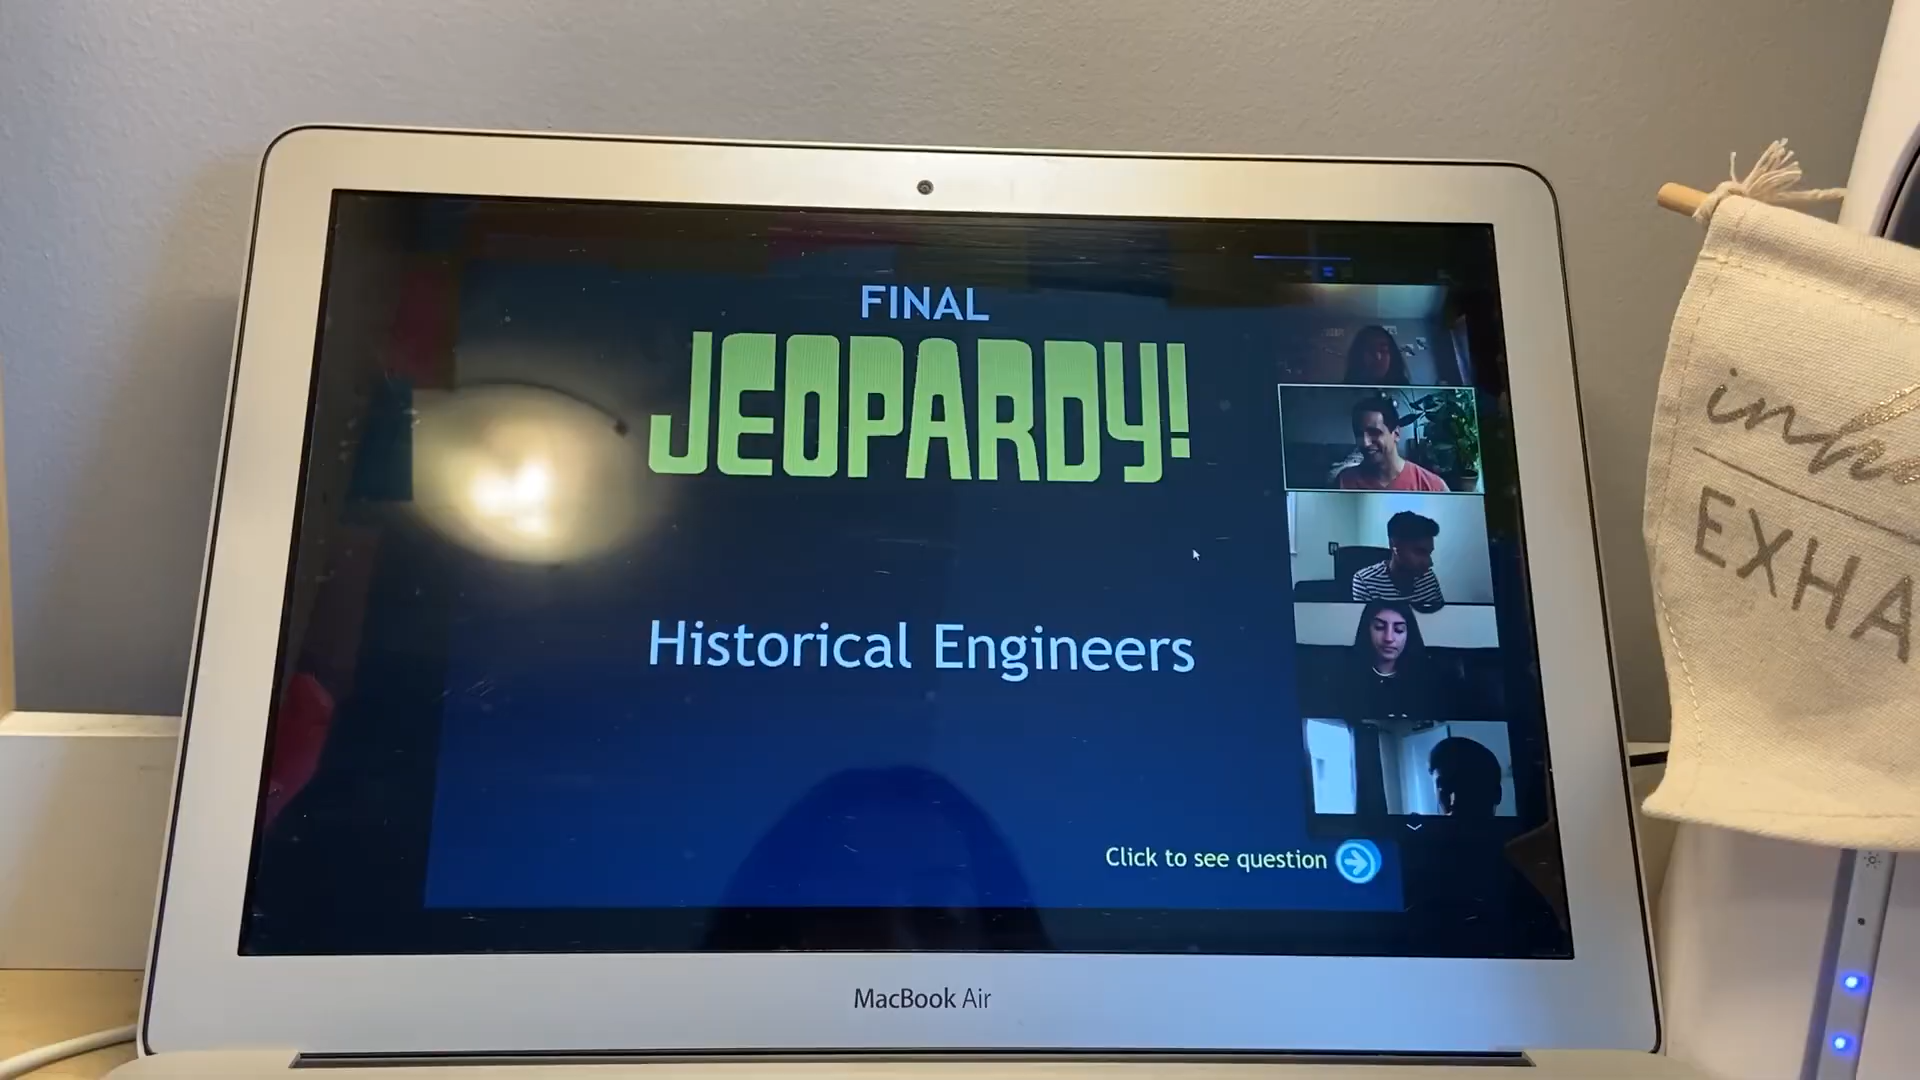 FINAL
JEOPARDY!
Historical Engineers
Click to see question
MacBook Air
EXHA